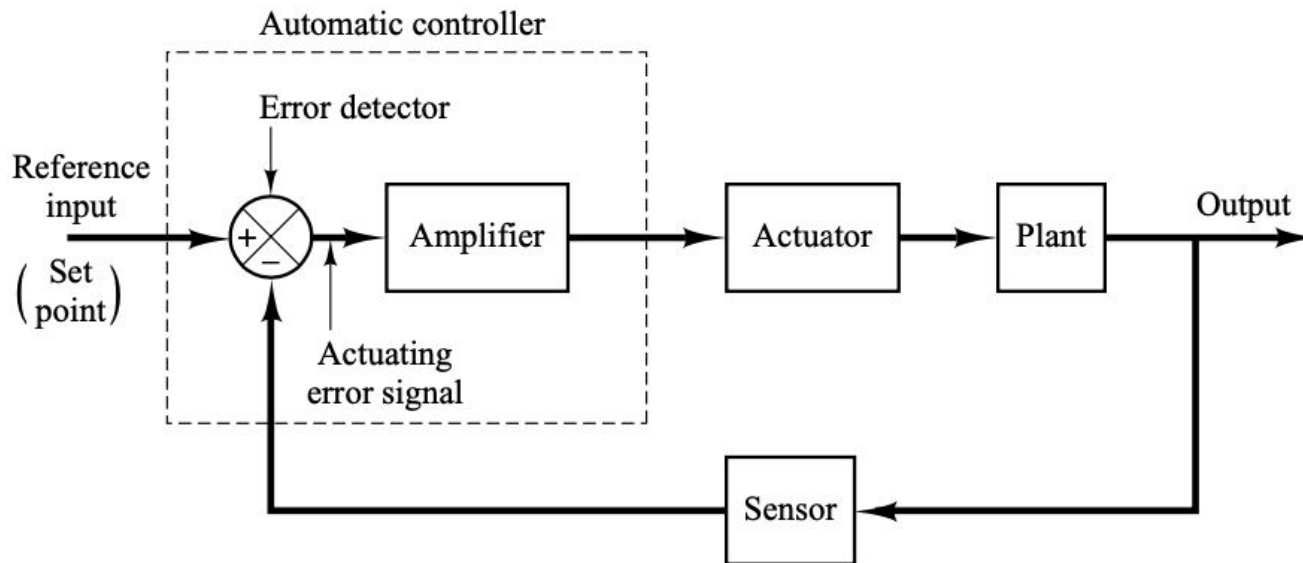 Automatic controller
Error detector
Reference
input
( Set
point )
+
−
Amplifier
Actuator
Plant
Output
Actuating
error signal
Sensor